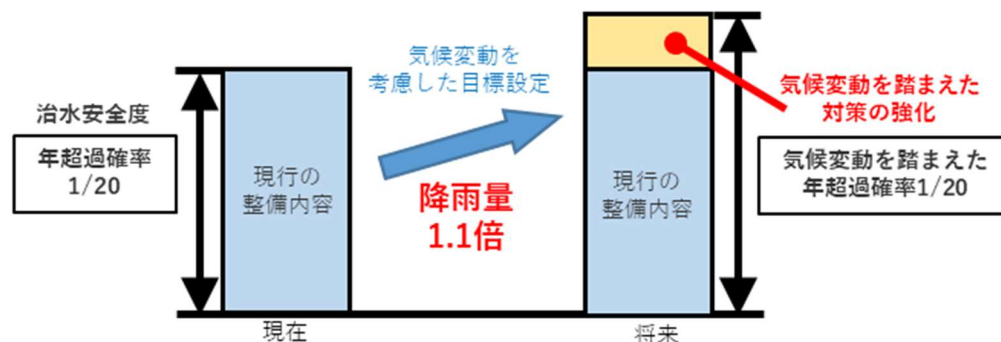 治水安全度
年超過確率
1/20
現行の
整備内容
現在
気候変動を
考慮した目標設定
降雨量
1.1倍
現行の
整備内容
将来
気候変動を踏まえた
対策の強化
気候変動を踏まえた
年超過確率1/20